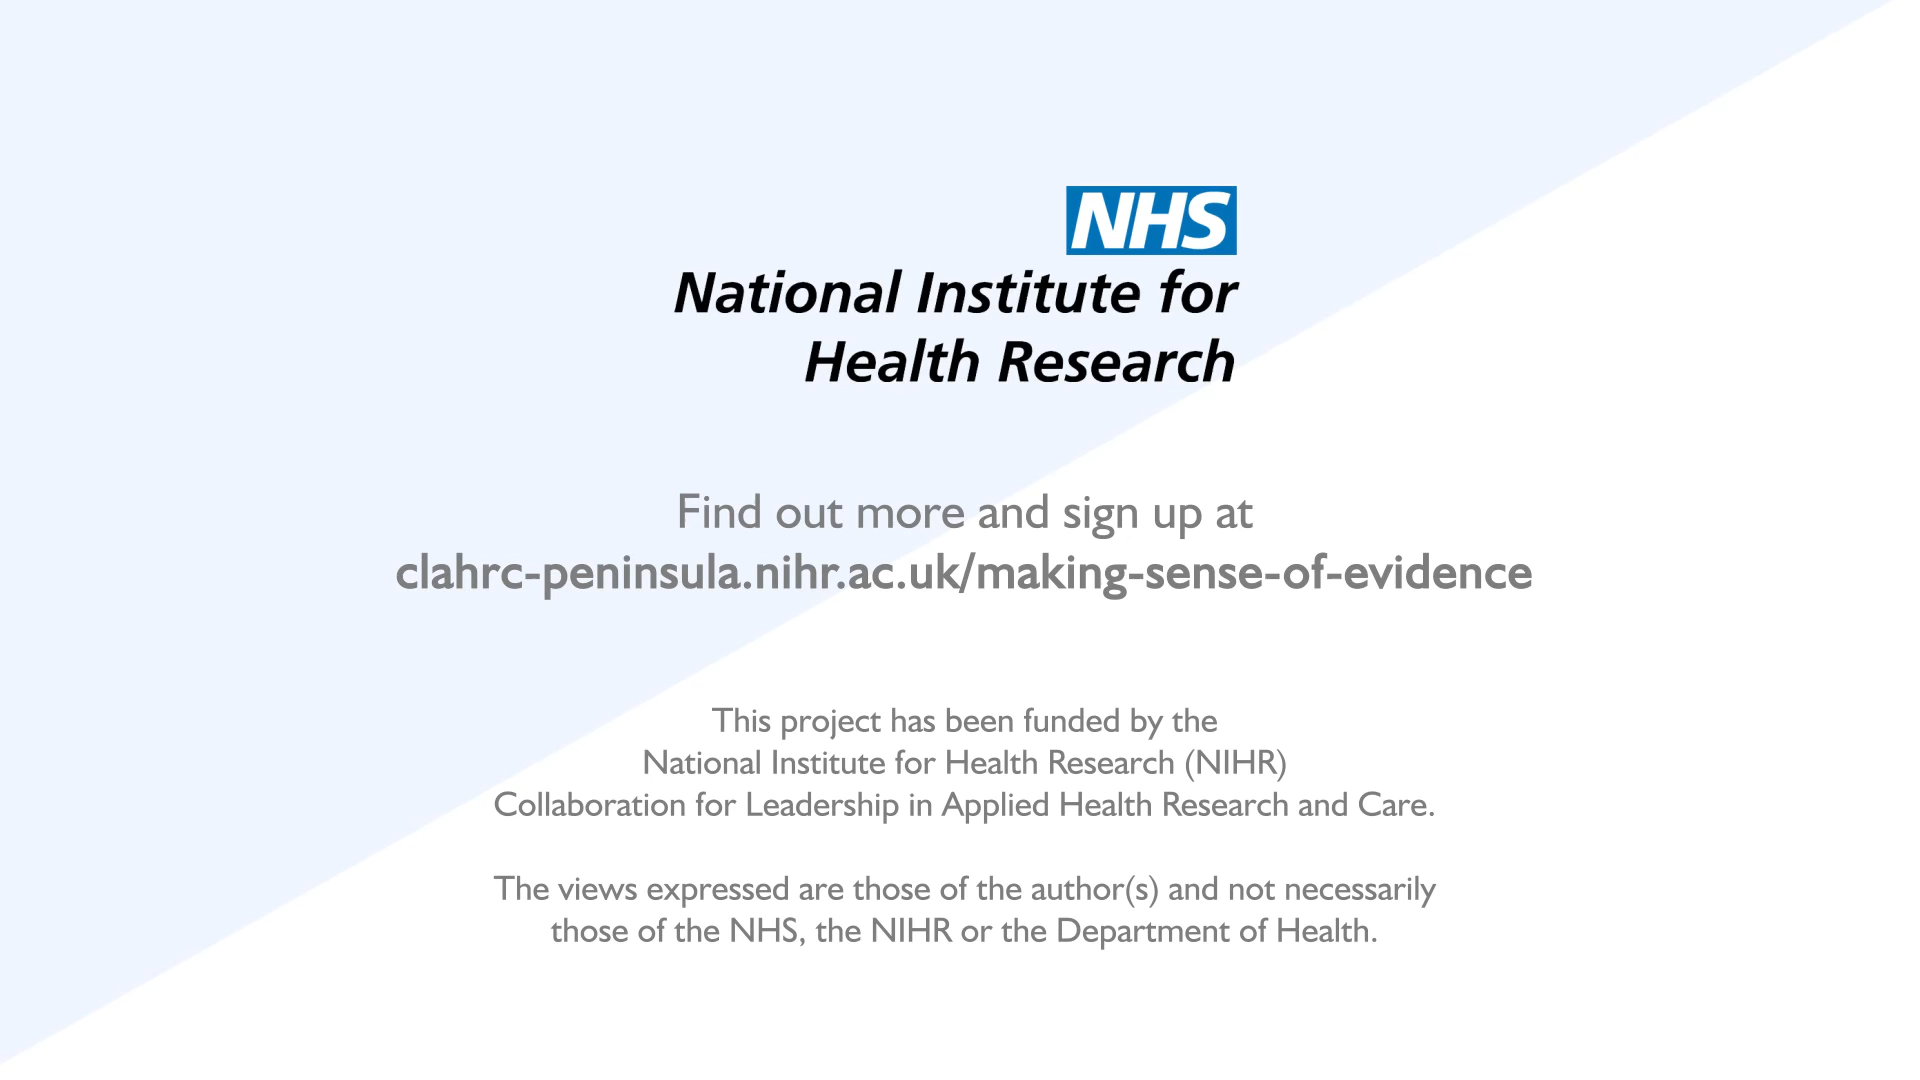 NHS
National Institute for
Health Research
Find out more and sign up at
clahrc-peninsula.nihr.ac.uk/making-sense-of-evidence
This project has been funded by the
National Institute for Health Research (NIHR)
Collaboration for Leadership in Applied Health Research and Care.
The views expressed are those of the author(s) and not necessarily
those of the NHS, the NIHR or the Department of Health.